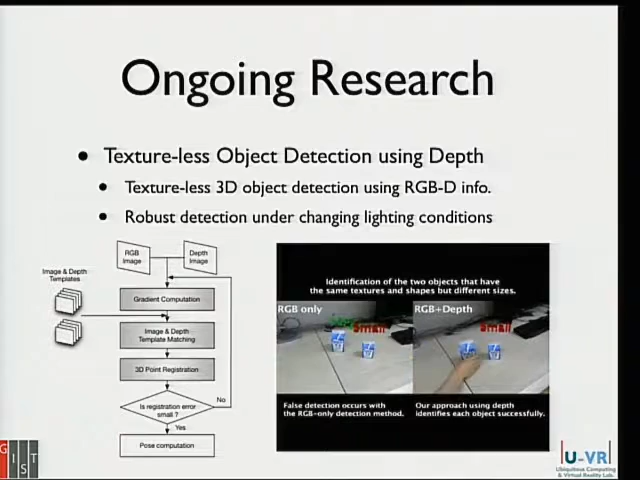 Ongoing Research
Texture-less Object Detection using Depth
Texture-less 3D object detection using RGB-D info.
Robust detection under changing lighting conditions
RGB
Image
Depth
Image
Image & Depth
Templates
Gradient Computation
Image & Depth
Template Matching
3D Point Registration
Is registration error
small ?
No
Yes
Pose computation
Identification of the two objects that have
the same textures and shapes but different sizes.
RGB only
RGB+Depth
Small
Small
False detection occurs with
the RGB-only detection method.
Our approach using depth
identifies each object successfully.
GIST
U-VR
Ubiquitous Computing
& Virtual Reality Lab.